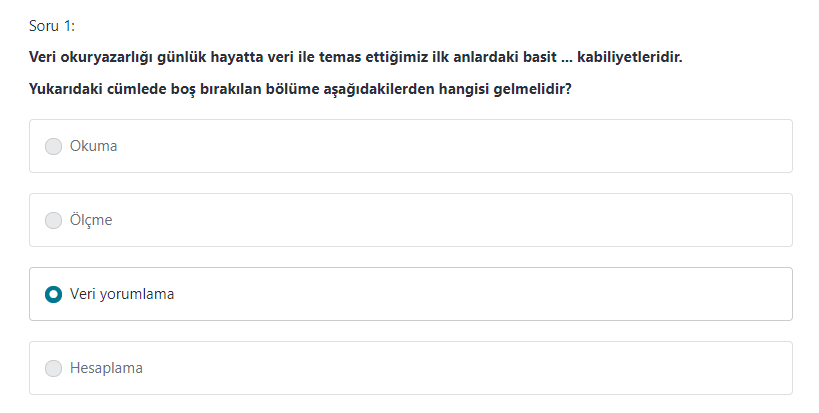 Soru 1:
Veri okuryazarlığı günlük hayatta veri ile temas ettiğimiz ilk anlardaki basit ... kabiliyetleridir.
Yukarıdaki cümlede boş bırakılan bölüme aşağıdakilerden hangisi gelmelidir?
Okuma
Ölçme
Veri yorumlama
Hesaplama